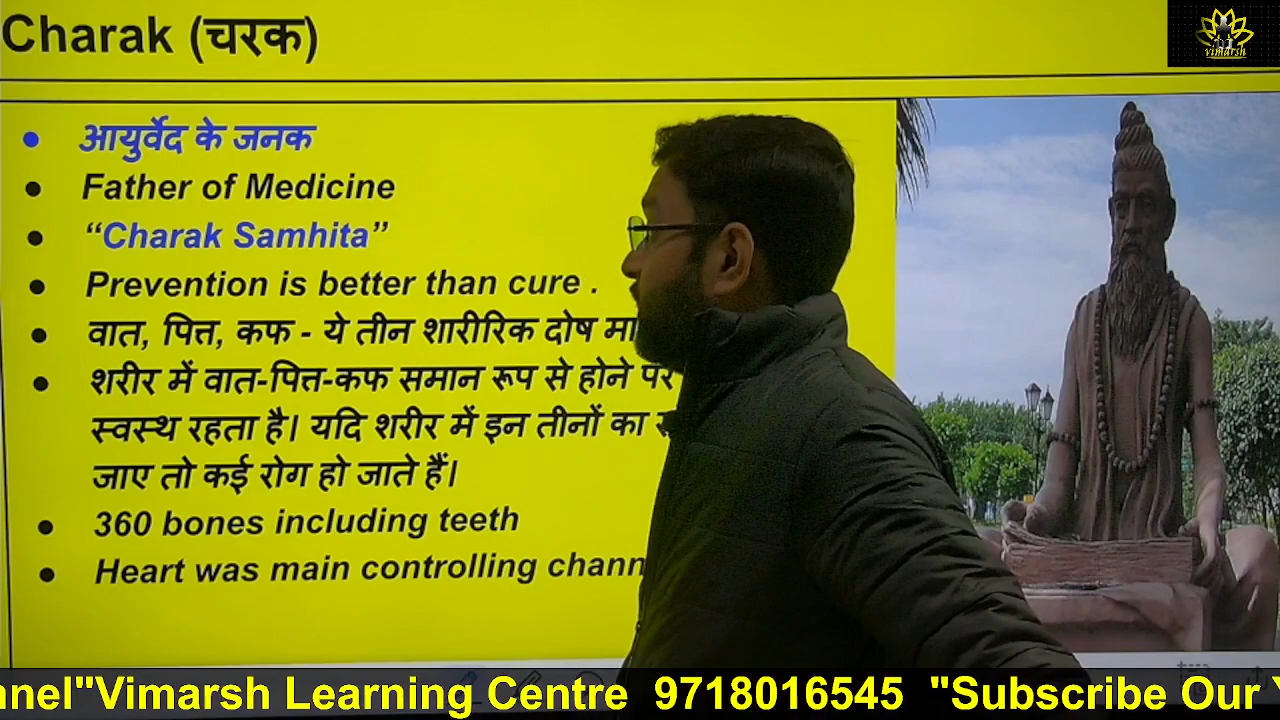 Charak (चरक)
vimarsh
आयुर्वेद के जनक
Father of Medicine
“Charak Samhita”
Prevention is better than cure .
वात, पित्त, कफ - ये तीन शारीरिक दोष
शरीर में वात-पित्त-कफ समान रूप से होने पर
स्वस्थ रहता है। यदि शरीर में इन तीनों का
जाए तो कई रोग हो जाते हैं।
360 bones including teeth
Heart was main controlling
"Vimarsh Learning Centre 9718016545 "Subscribe Our